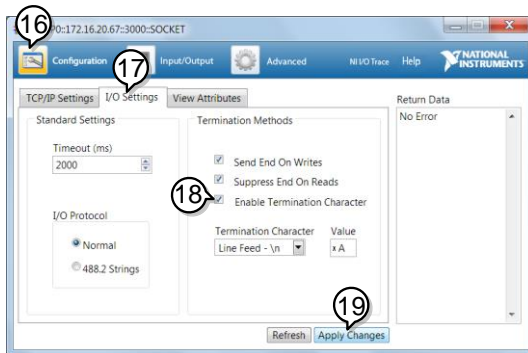 P0::172.16.20.67::3000::SOCKET
16
Configuration
Input/Output
Advanced
NI I/O Trace
Help
NATIONAL
INSTRUMENTS
17
TCP/IP Settings
I/O Settings
View Attributes
Return Data
Standard Settings
Termination Methods
No Error
Timeout (ms)
2000
Send End On Writes
Suppress End On Reads
18
Enable Termination Character
I/O Protocol
Termination Character
Value
Normal
Line Feed - \n
x A
488.2 Strings
19
Refresh
Apply Changes